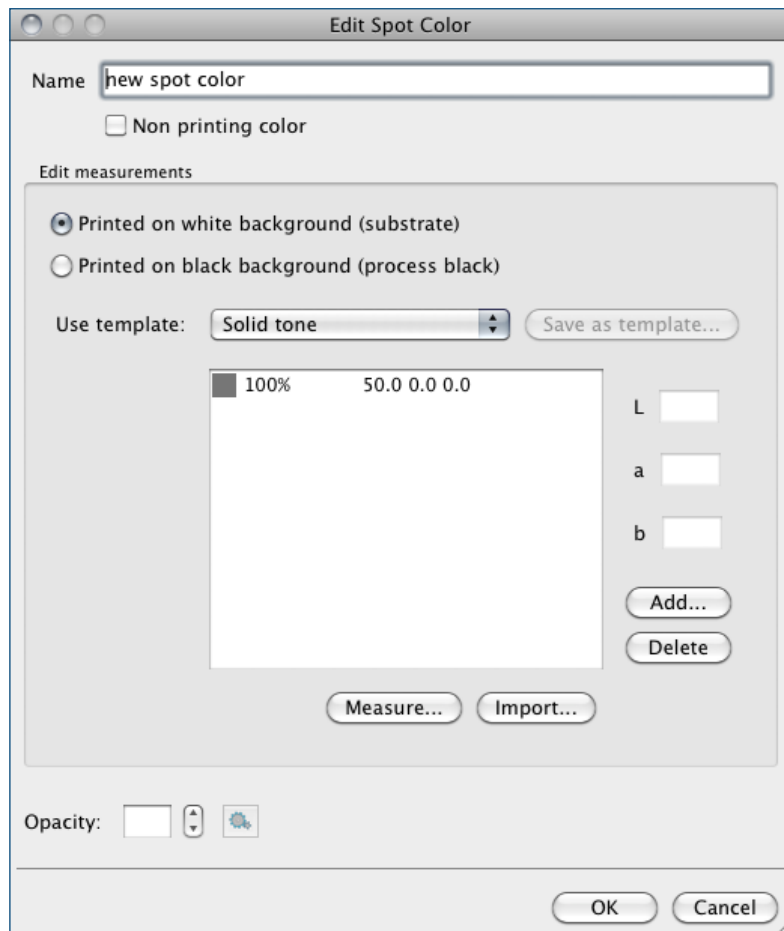 Edit Spot Color
Name new spot color
Non printing color
Edit measurements
Printed on white background (substrate)
Printed on black background (process black)
Use template: Solid tone Save as template...
100% 50.0 0.0 0.0
L
a
b
Add...
Delete
Measure... Import...
Opacity:
OK Cancel